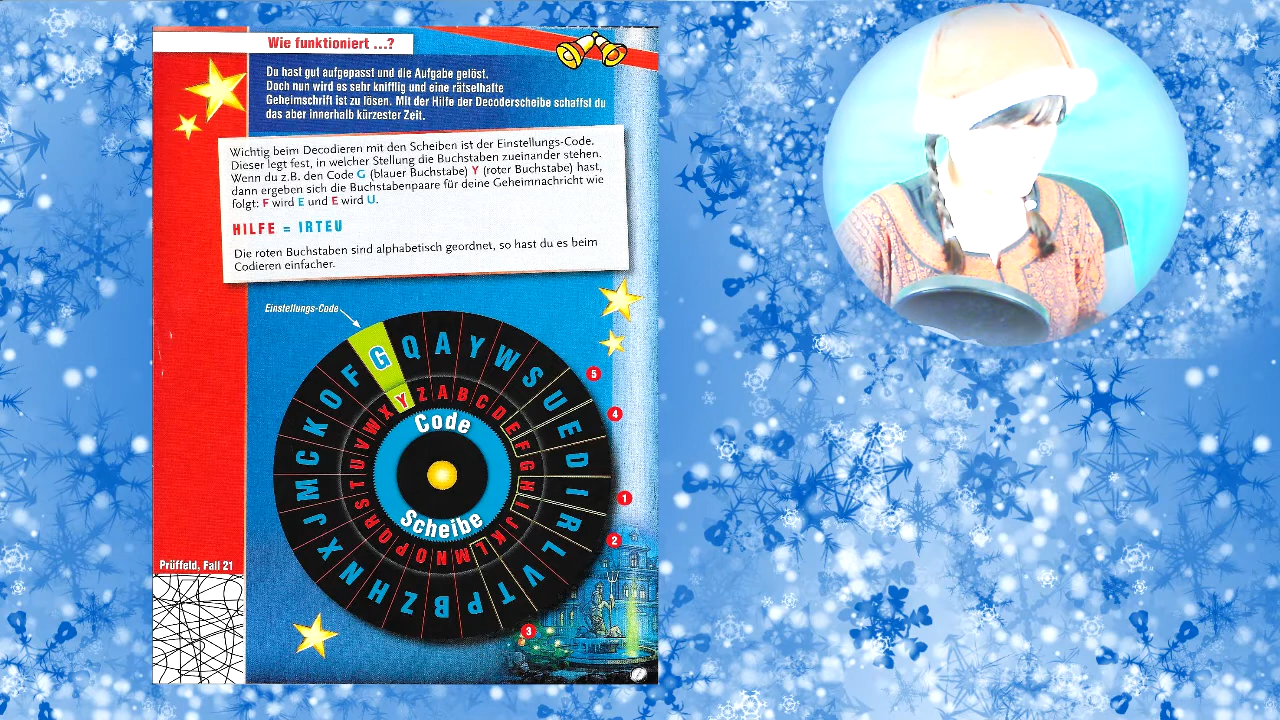 Wie funktioniert ...?
Du hast gut aufgepasst und die Aufgabe gelöst.
Doch nun wird es sehr knifflig und eine rätselhafte
Geheimschrift ist zu lösen. Mit der Hilfe der Decoderscheibe schaffst du
das aber innerhalb kürzester Zeit.
Wichtig beim Decodieren mit den Scheiben ist der Einstellungs-Code.
Dieser legt fest, in welcher Stellung die Buchstaben zueinander stehen.
Wenn du z.B. den Code G (blauer Buchstabe) Y (roter Buchstabe) hast,
dann ergeben sich die Buchstabenpaare für deine Geheimnachricht wie
folgt: F wird E und E wird U.
HILFE = IRTEU
Die roten Buchstaben sind alphabetisch geordnet, so hast du es beim
Codieren einfacher.
Einstellungs-Code
G Q A Y W S U E D I R L V T P B Z H N X J M C K O F
Y Z A B C D E F G H I J K L M N O P Q R S T U V W X
Code
Scheibe
5
4
1
2
3
Prüffeld, Fall 21